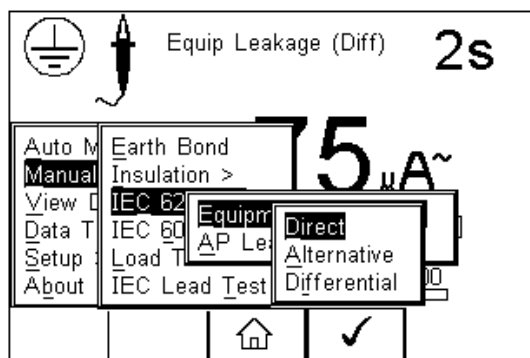 Equip Leakage (Diff)
2s
75 µA~
Auto M
Manual
View D
Data T
Setup
About
Earth Bond
Insulation >
IEC 62
IEC 60
Load T
IEC Lead Test
Equipm
AP Lea
Direct
Alternative
Differential